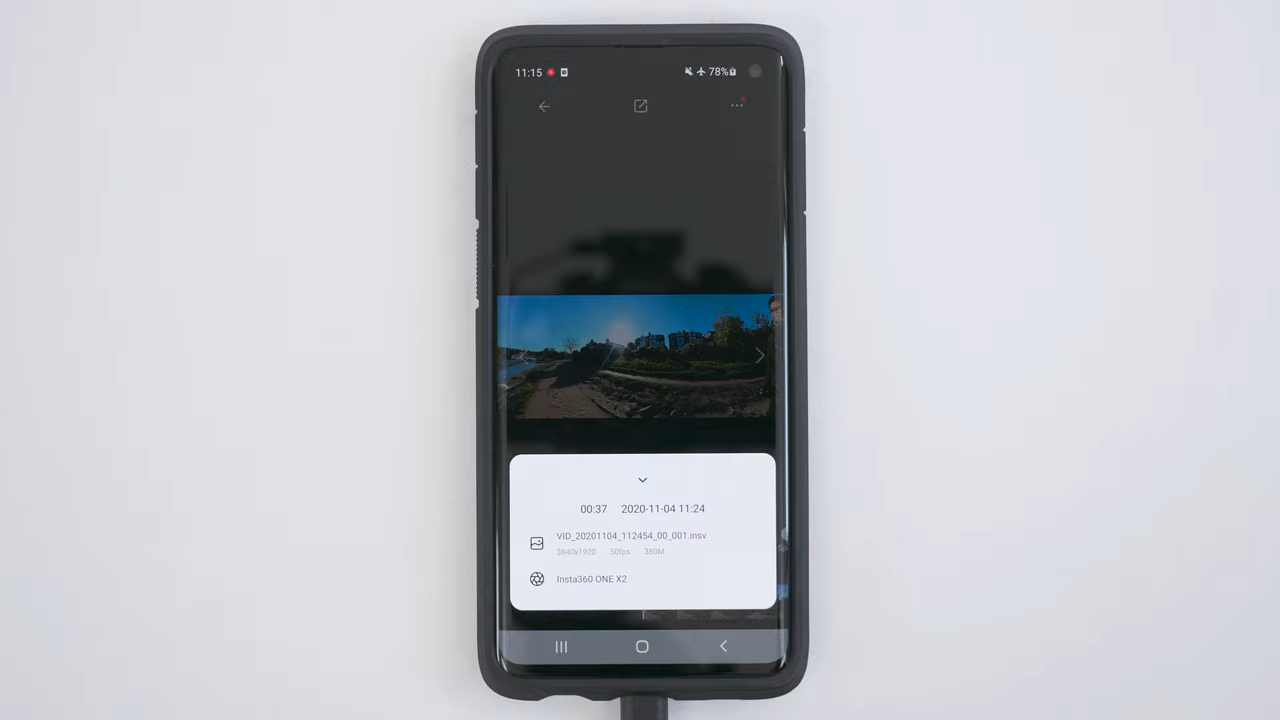 11:15 78%
00:37 2020-11-04 11:24
VID_20201104_112454_00_001.insv
3840x1920 50fps 380M
Insta360 ONE X2